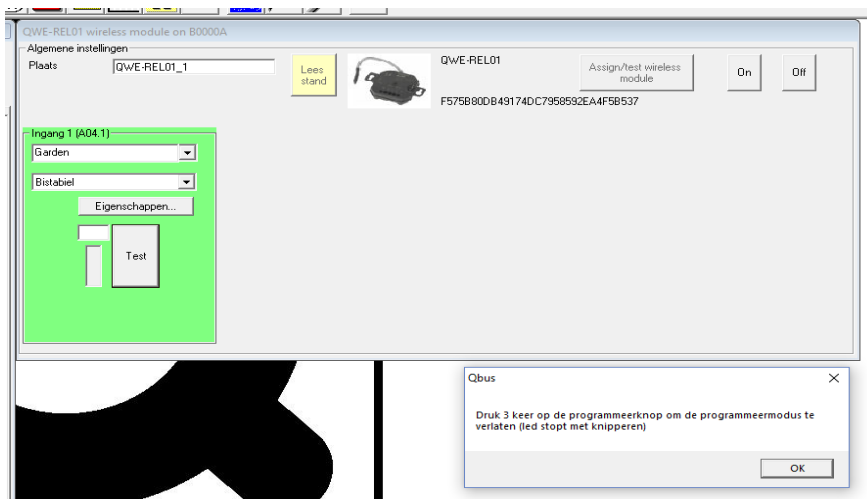 QWE-REL01 wireless module on B0000A
Algemene instellingen
Plaats
QWE-REL01_1
Lees
stand
QWE-REL01
Assign/test wireless
module
On
Off
F575B80DB49174DC7958592EA4F5B537
Ingang 1 (A04.1)
Garden
Bistabiel
Eigenschappen...
Test
Qbus
Druk 3 keer op de programmeerknop om de programmeermodus te
verlaten (led stopt met knipperen)
OK